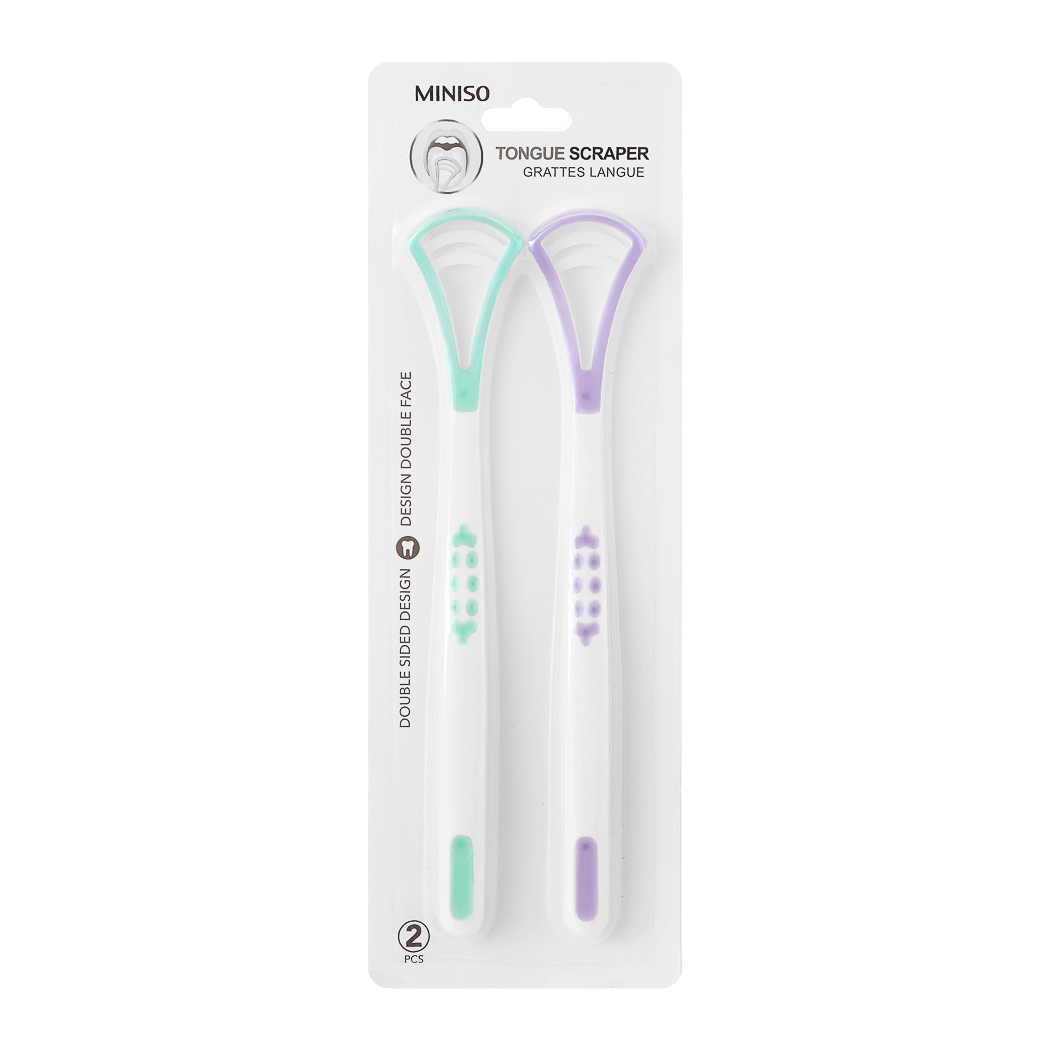 MINISO
TONGUE SCRAPER
GRATTES LANGUE
DOUBLE SIDED DESIGN DESIGN DOUBLE FACE
2
PCS